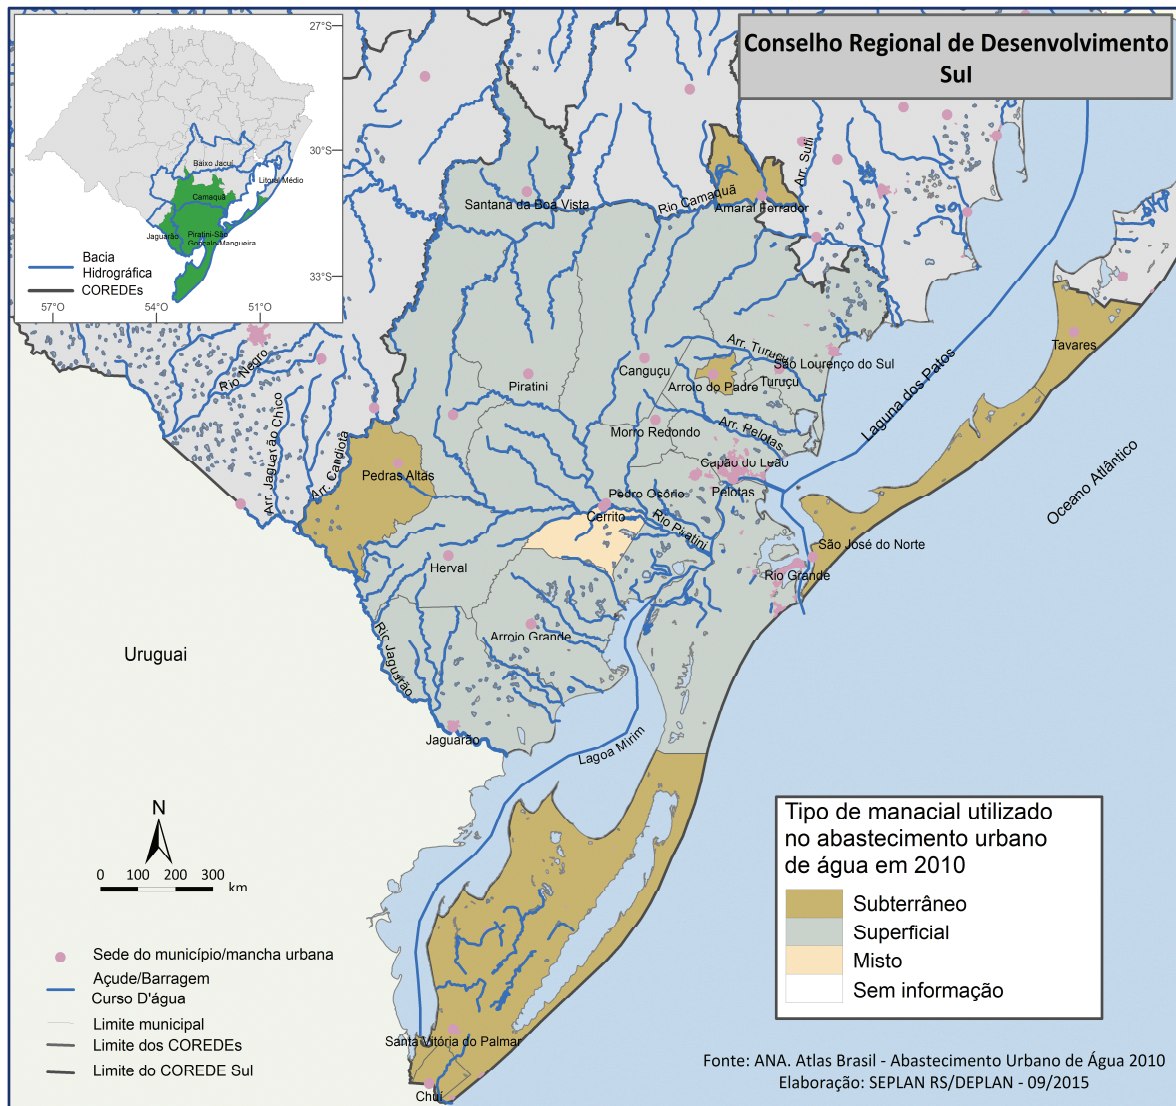 Conselho Regional de Desenvolvimento
Sul
27°S
30°S
33°S
57°O
54°O
51°O
Baixo Jacuí
Litoral Médio
Camaquã
Jaguarão
Piratini-São
Gonçalo-Mangueira
Bacia
Hidrográfica
COREDEs
Santana da Boa Vista
Rio Camaquã
Amaral Ferrador
Arr. Sutil
Tavares
Rio Negro
Arr. Jaguarão Chico
Arr. Candiota
Piratini
Canguçu
Arr. Turuçu
São Lourenço do Sul
Arroio do Padre
Turuçu
Laguna dos Patos
Morro Redondo
Arr. Pelotas
Capão do Leão
Pelotas
Pedras Altas
Pedro Osório
Cerrito
Rio Piratini
Oceano Atlântico
São José do Norte
Rio Grande
Herval
Arroio Grande
Rio Jaguarão
Uruguai
Jaguarão
Lagoa Mirim
N
0 100 200 300 km
Tipo de manacial utilizado
no abastecimento urbano
de água em 2010
Subterrâneo
Superficial
Misto
Sem informação
Sede do município/mancha urbana
Açude/Barragem
Curso D'água
Limite municipal
Limite dos COREDEs
Limite do COREDE Sul
Santa Vitória do Palmar
Chuí
Fonte: ANA. Atlas Brasil - Abastecimento Urbano de Água 2010
Elaboração: SEPLAN RS/DEPLAN - 09/2015